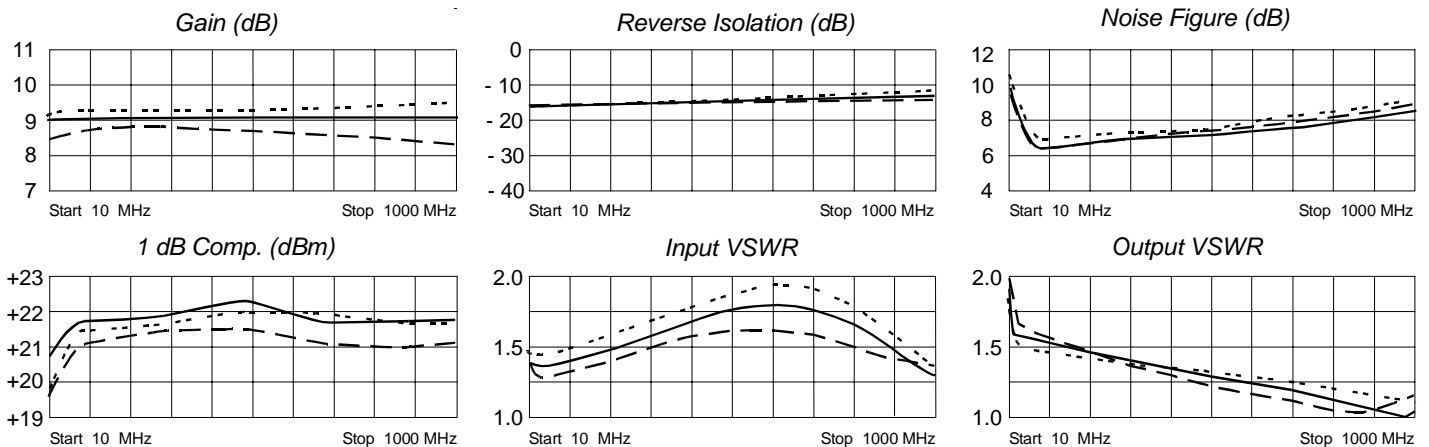 Gain (dB)
11
10
9
8
7
Start 10 MHz
Stop 1000 MHz
Reverse Isolation (dB)
0
- 10
- 20
- 30
- 40
Start 10 MHz
Stop 1000 MHz
Noise Figure (dB)
12
10
8
6
4
Start 10 MHz
Stop 1000 MHz
1 dB Comp. (dBm)
+23
+22
+21
+20
+19
Start 10 MHz
Stop 1000 MHz
Input VSWR
2.0
1.5
1.0
Start 10 MHz
Stop 1000 MHz
Output VSWR
2.0
1.5
1.0
Start 10 MHz
Stop 1000 MHz